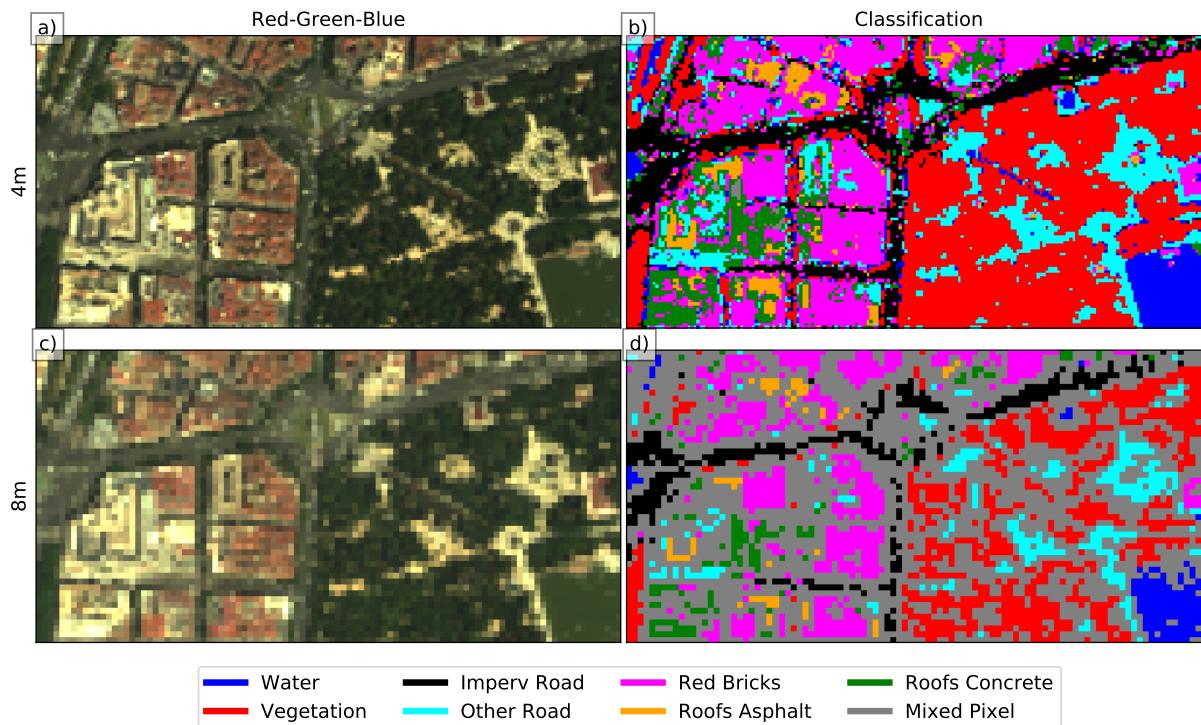 Red-Green-Blue
Classification
a)
b)
4m
c)
d)
8m
Water
Imperv Road
Red Bricks
Roofs Concrete
Vegetation
Other Road
Roofs Asphalt
Mixed Pixel